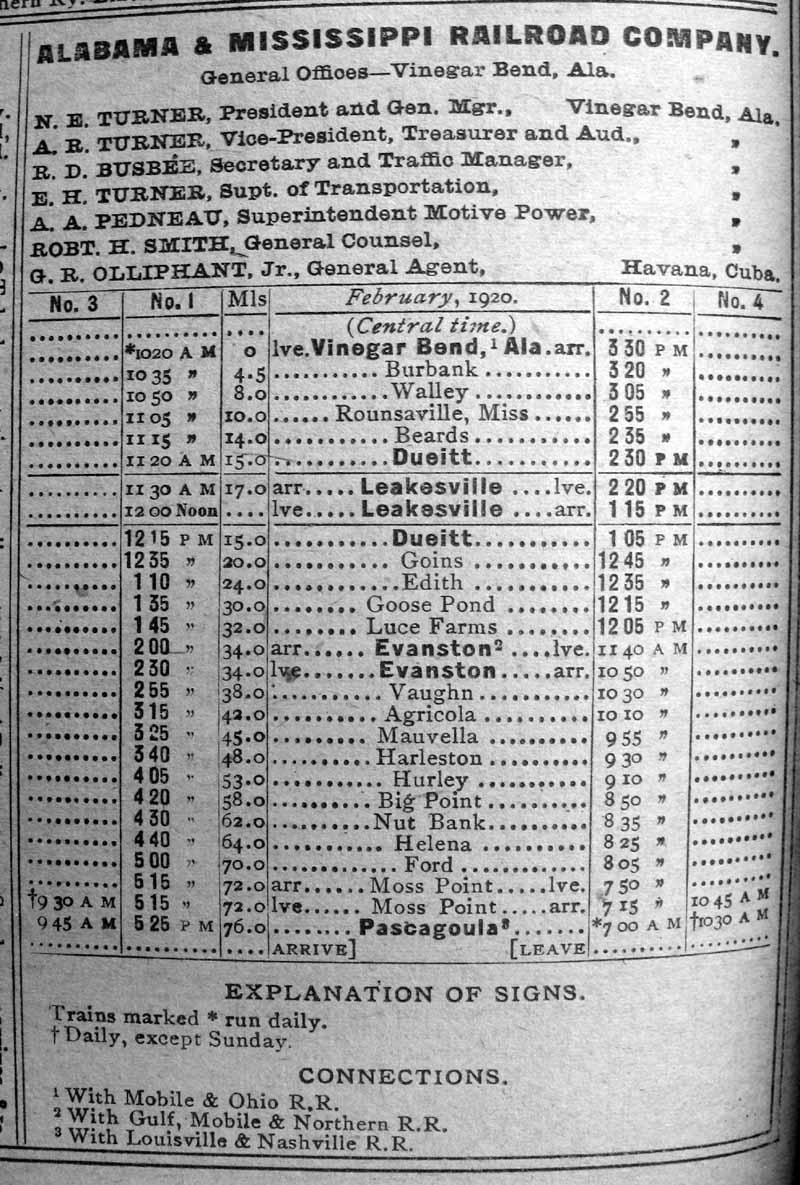 ALABAMA & MISSISSIPPI RAILROAD COMPANY.
General Offices—Vinegar Bend, Ala.
N. E. TURNER, President and Gen. Mgr., Vinegar Bend, Ala.
A. R. TURNER, Vice-President, Treasurer and Aud., „
R. D. BUSBEE, Secretary and Traffic Manager, „
E. H. TURNER, Supt. of Transportation, „
A. A. PEDNEAU, Superintendent Motive Power, „
ROBT. H. SMITH, General Counsel, „
G. R. OLLIPHANT, Jr., General Agent, Havana, Cuba.
No. 3 No. 1 Mls February, 1920. No. 2 No. 4
(Central time.)
*10 20 A M 0 lve.Vinegar Bend,¹ Ala.arr. 3 30 P M
10 35 „ 4.5 Burbank 3 20 „
10 50 „ 8.0 Walley 3 05 „
11 05 „ 10.0 Rounsaville, Miss 2 55 „
11 15 „ 14.0 Beards 2 35 „
11 20 A M 15.0 Dueitt 2 30 P M
11 30 A M 17.0 arr. Leakesville lve. 2 20 P M
12 00 Noon lve. Leakesville arr. 1 15 P M
12 15 P M 15.0 Dueitt 1 05 P M
12 35 „ 20.0 Goins 12 45 „
1 10 „ 24.0 Edith 12 35 „
1 35 „ 30.0 Goose Pond 12 15 „
1 45 „ 32.0 Luce Farms 12 05 P M
2 00 „ 34.0 arr. Evanston² lve. 11 40 A M
2 30 „ 34.0 lve. Evanston arr. 10 50 „
2 55 „ 38.0 Vaughn 10 30 „
3 15 „ 42.0 Agricola 10 10 „
3 25 „ 45.0 Mauvella 9 55 „
3 40 „ 48.0 Harleston 9 30 „
4 05 „ 53.0 Hurley 9 10 „
4 20 „ 58.0 Big Point 8 50 „
4 30 „ 62.0 Nut Bank 8 35 „
4 40 „ 64.0 Helena 8 25 „
5 00 „ 70.0 Ford 8 05 „
5 15 „ 72.0 arr. Moss Point lve. 7 50 „
†9 30 A M 5 15 „ 72.0 lve. Moss Point arr. 7 15 „ 10 45 A M
9 45 A M 5 25 P M 76.0 Pascagoula³ *7 00 A M †10 30 A M
ARRIVE] [LEAVE
EXPLANATION OF SIGNS.
Trains marked * run daily.
† Daily, except Sunday.
CONNECTIONS.
¹ With Mobile & Ohio R.R.
² With Gulf, Mobile & Northern R.R.
³ With Louisville & Nashville R.R.